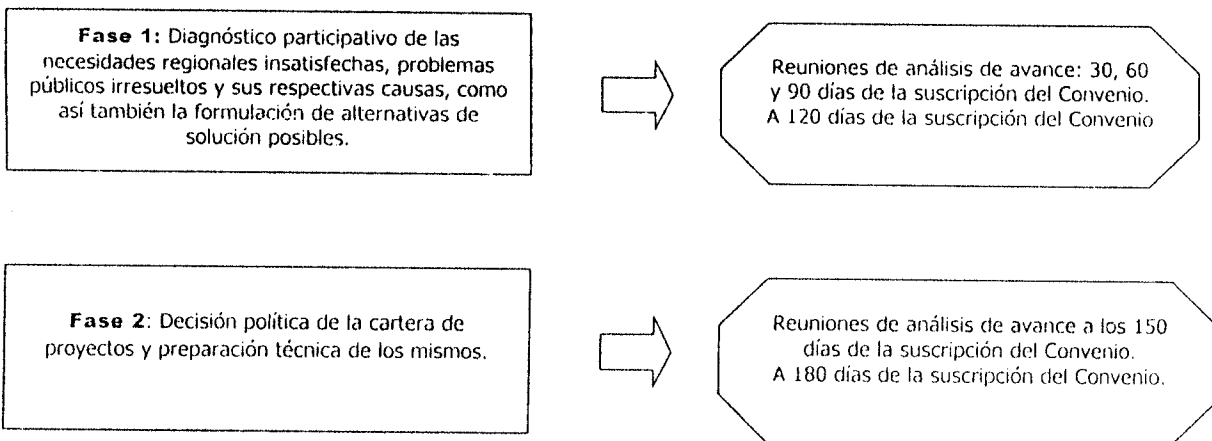 Fase 1: Diagnóstico participativo de las
necesidades regionales insatisfechas, problemas
públicos irresueltos y sus respectivas causas, como
así también la formulación de alternativas de
solución posibles.
Reuniones de análisis de avance: 30, 60
y 90 días de la suscripción del Convenio.
A 120 días de la suscripción del Convenio
Fase 2: Decisión política de la cartera de
proyectos y preparación técnica de los mismos.
Reuniones de análisis de avance a los 150
días de la suscripción del Convenio.
A 180 días de la suscripción del Convenio.